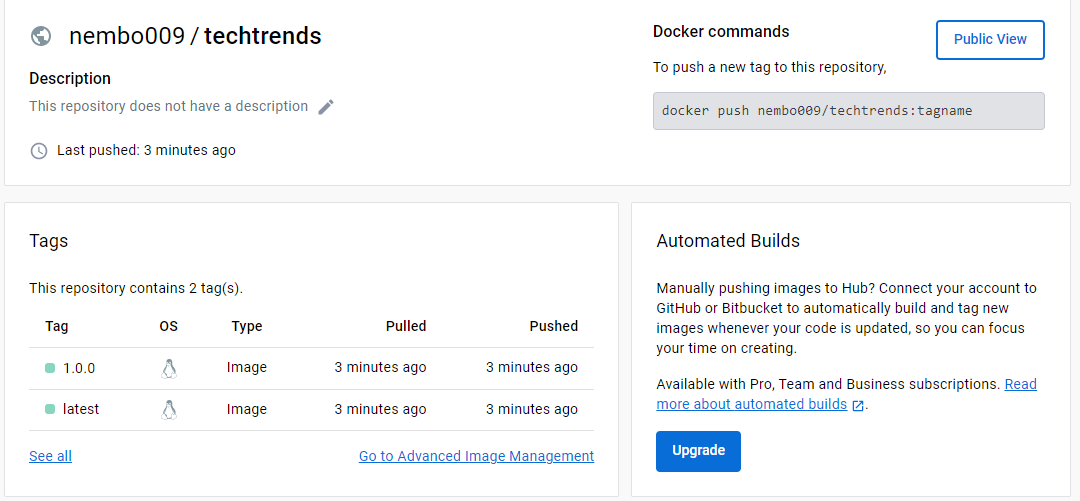 nembo009 / techtrends
Description
This repository does not have a description
Last pushed: 3 minutes ago
Docker commands
Public View
To push a new tag to this repository,
docker push nembo009/techtrends:tagname
Tags
This repository contains 2 tag(s).
Tag OS Type Pulled Pushed
1.0.0 Image 3 minutes ago 3 minutes ago
latest Image 3 minutes ago 3 minutes ago
See all Go to Advanced Image Management
Automated Builds
Manually pushing images to Hub? Connect your account to
GitHub or Bitbucket to automatically build and tag new
images whenever your code is updated, so you can focus
your time on creating.
Available with Pro, Team and Business subscriptions. Read
more about automated builds .
Upgrade